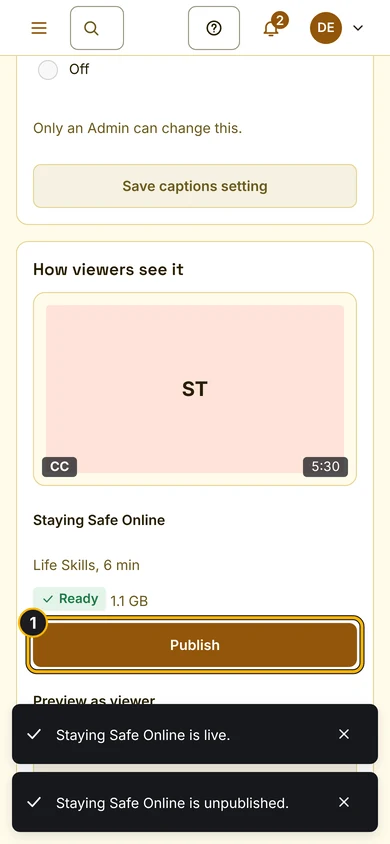 2
DE
Off
Only an Admin can change this.
Save captions setting
How viewers see it
ST
CC
5:30
Staying Safe Online
Life Skills, 6 min
Ready 1.1 GB
1
Publish
Preview as viewer
Staying Safe Online is live.
Staying Safe Online is unpublished.